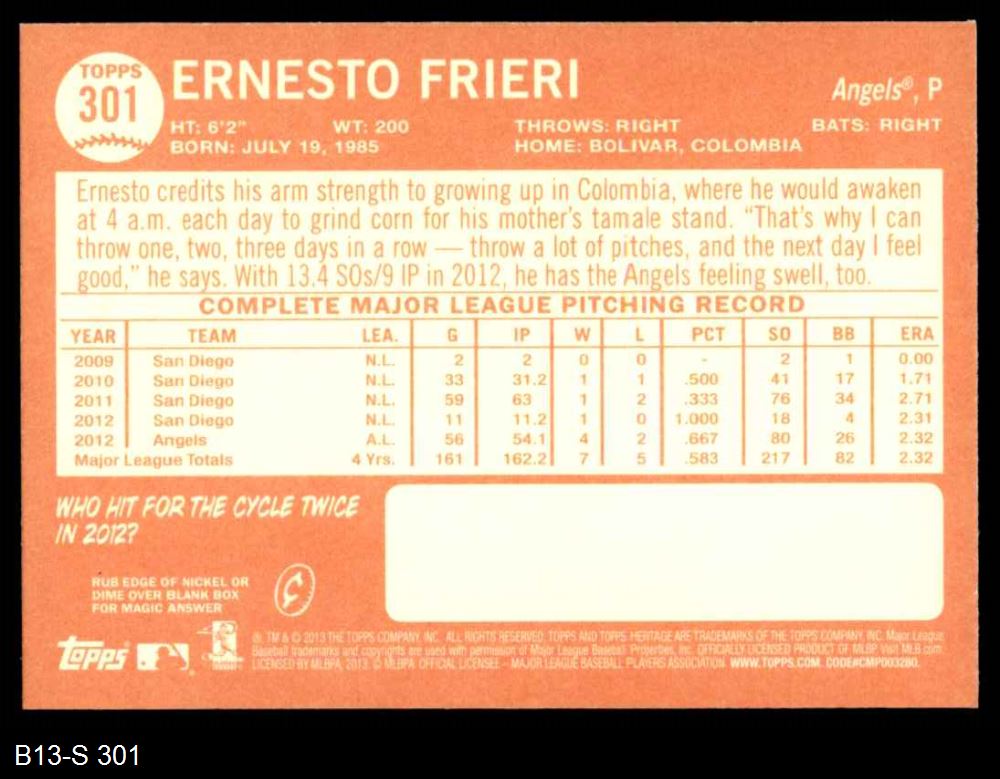 TOPPS
301
ERNESTO FRIERI
Angels®, P
HT: 6'2" WT: 200 THROWS: RIGHT BATS: RIGHT
BORN: JULY 19, 1985 HOME: BOLIVAR, COLOMBIA
Ernesto credits his arm strength to growing up in Colombia, where he would awaken
at 4 a.m. each day to grind corn for his mother's tamale stand. "That's why I can
throw one, two, three days in a row — throw a lot of pitches, and the next day I feel
good," he says. With 13.4 SOs/9 IP in 2012, he has the Angels feeling swell, too.
COMPLETE MAJOR LEAGUE PITCHING RECORD
YEAR TEAM LEA. G IP W L PCT SO BB ERA
2009 San Diego N.L. 2 2 0 0 - 2 1 0.00
2010 San Diego N.L. 33 31.2 1 1 .500 41 17 1.71
2011 San Diego N.L. 59 63 1 2 .333 76 34 2.71
2012 San Diego N.L. 11 11.2 1 0 1.000 18 4 2.31
2012 Angels A.L. 56 54.1 4 2 .667 80 26 2.32
Major League Totals 4 Yrs. 161 162.2 7 5 .583 217 82 2.32
WHO HIT FOR THE CYCLE TWICE
IN 2012?
RUB EDGE OF NICKEL OR
DIME OVER BLANK BOX
FOR MAGIC ANSWER
topps
®, TM & © 2013 THE TOPPS COMPANY, INC. ALL RIGHTS RESERVED. TOPPS AND TOPPS HERITAGE ARE TRADEMARKS OF THE TOPPS COMPANY, INC. Major League
Baseball trademarks and copyrights are used with permission of Major League Baseball Properties, Inc. OFFICIALLY LICENSED PRODUCT OF MLBP Visit MLB.com
LICENSED BY MLBPA, 2013. © MLBPA OFFICIAL LICENSEE – MAJOR LEAGUE BASEBALL PLAYERS ASSOCIATION WWW.TOPPS.COM. CODE#CMP003280.
B13-S 301